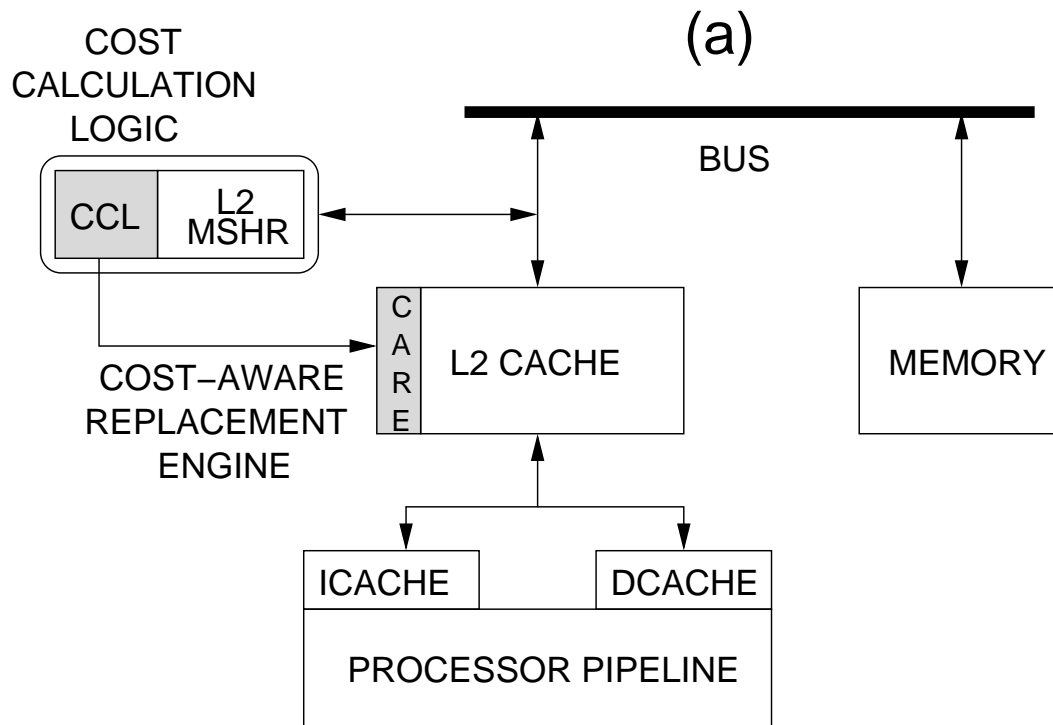 (a)
COST
CALCULATION
LOGIC
BUS
CCL
L2
MSHR
C
A
R
E
L2 CACHE
MEMORY
COST–AWARE
REPLACEMENT
ENGINE
ICACHE
DCACHE
PROCESSOR PIPELINE